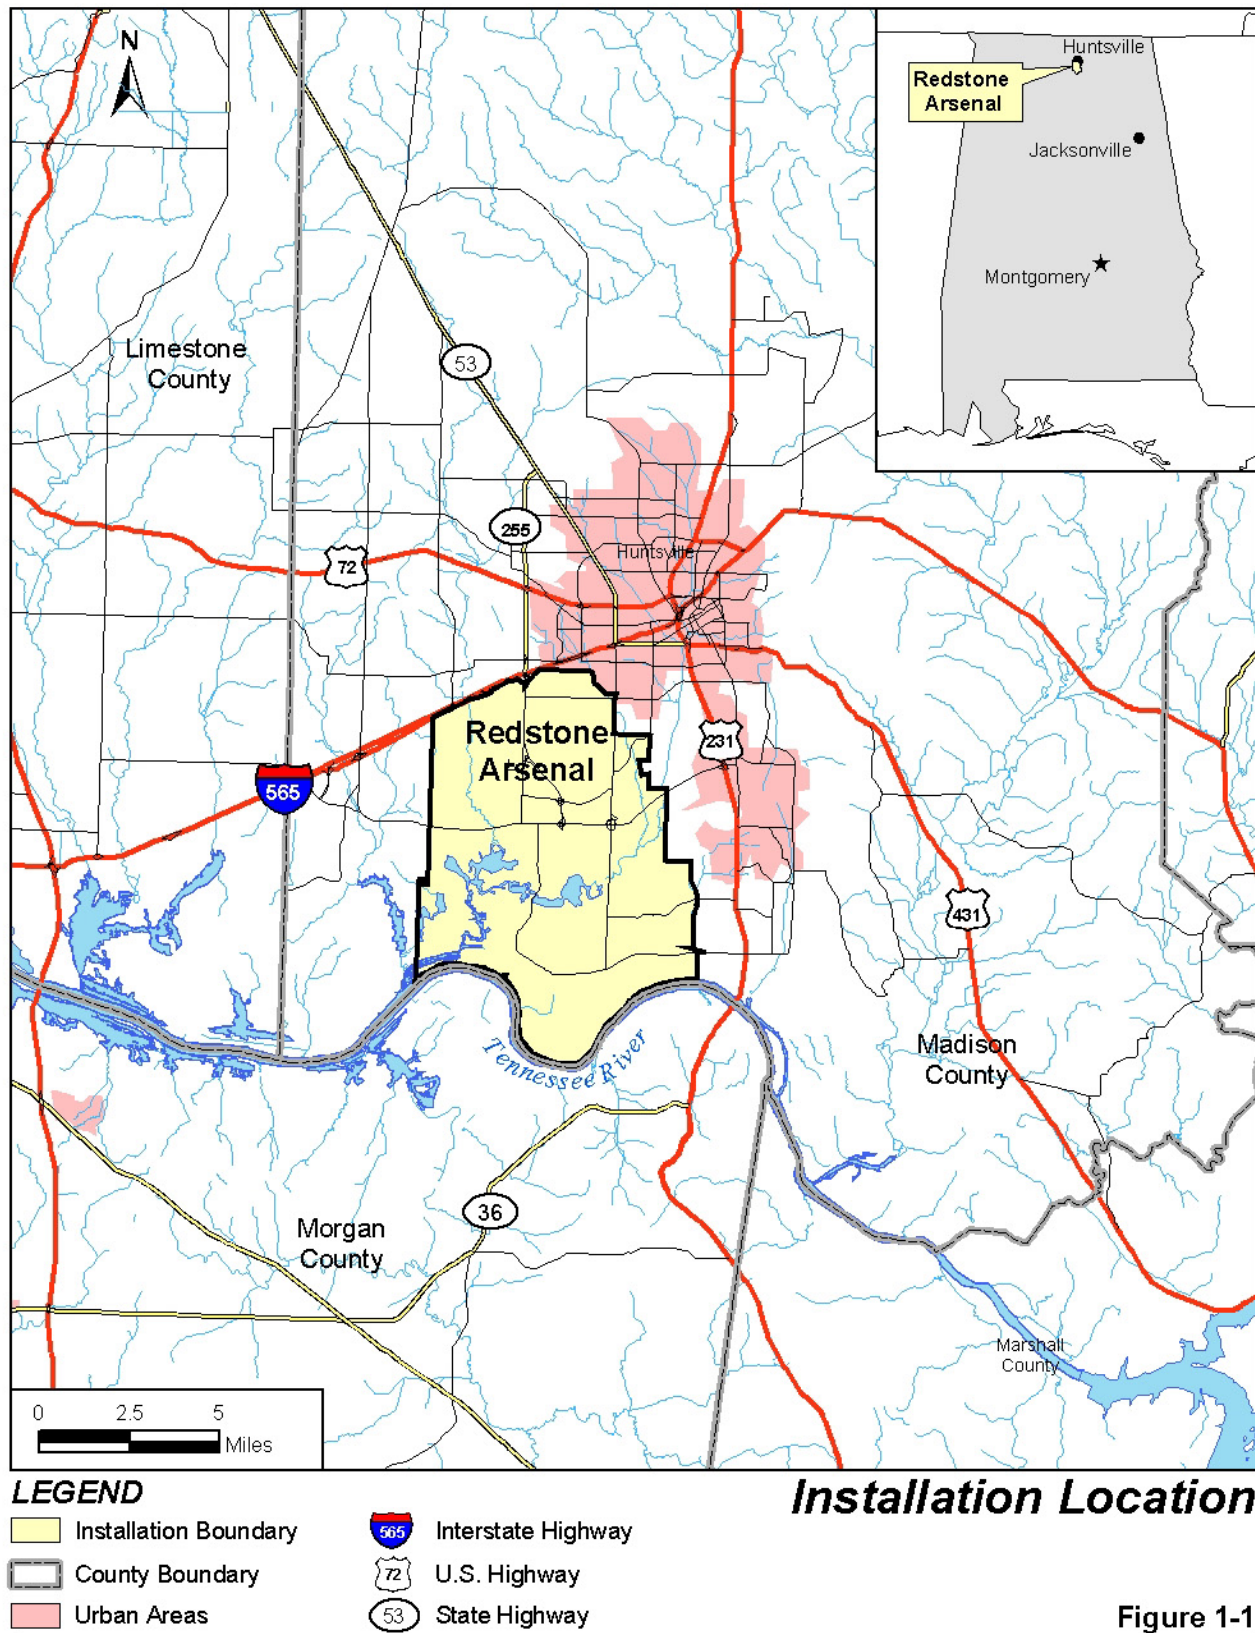 N
Huntsville
Redstone
Arsenal
Jacksonville
Montgomery
Limestone
County
53
255
Huntsville
72
Redstone
Arsenal
231
565
431
Tennessee River
Madison
County
36
Morgan
County
Marshall
County
0 2.5 5
Miles
LEGEND
Installation Location
Installation Boundary
565 Interstate Highway
County Boundary
72 U.S. Highway
Urban Areas
53 State Highway
Figure 1-1